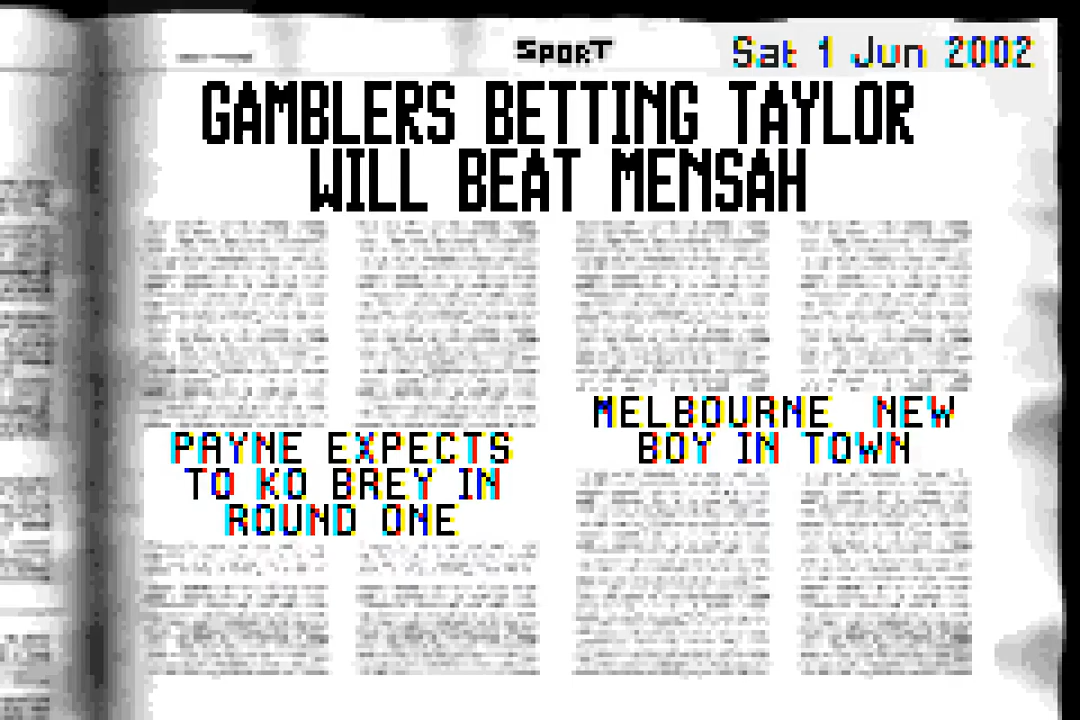 SPORT
Sat 1 Jun 2002
GAMBLERS BETTING TAYLOR
WILL BEAT MENSAH
PAYNE EXPECTS
TO KO BREY IN
ROUND ONE
MELBOURNE NEW
BOY IN TOWN